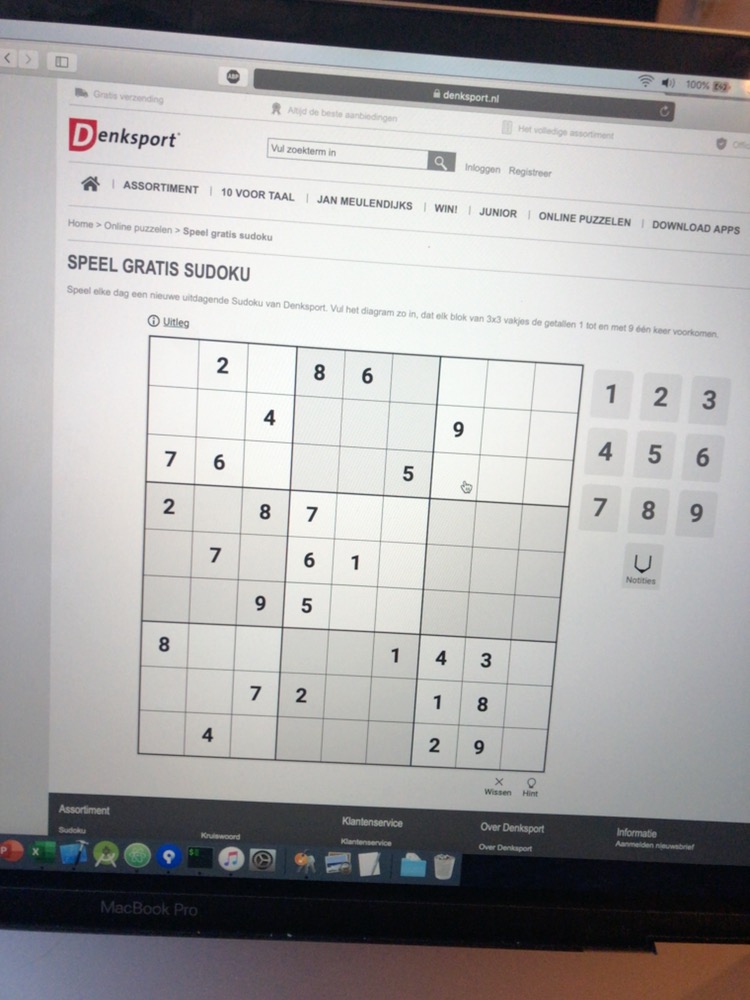 ABP
denksport.nl
100%
Gratis verzending
Altijd de beste aanbiedingen
Het volledige assortiment
Denksport
Vul zoekterm in
Inloggen Registreer
ASSORTIMENT | 10 VOOR TAAL | JAN MEULENDIJKS | WIN! | JUNIOR | ONLINE PUZZELEN | DOWNLOAD APPS
Home > Online puzzelen > Speel gratis sudoku
SPEEL GRATIS SUDOKU
Speel elke dag een nieuwe uitdagende Sudoku van Denksport. Vul het diagram zo in, dat elk blok van 3x3 vakjes de getallen 1 tot en met 9 één keer voorkomen.
Uitleg
2 8 6
4 9
7 6 5
2 8 7
7 6 1
9 5
8 1 4 3
7 2 1 8
4 2 9
1 2 3
4 5 6
7 8 9
Notities
Wissen Hint
Assortiment
Klantenservice
Over Denksport
Informatie
Sudoku
Kruiswoord
Klantenservice
Over Denksport
Aanmelden nieuwsbrief
MacBook Pro